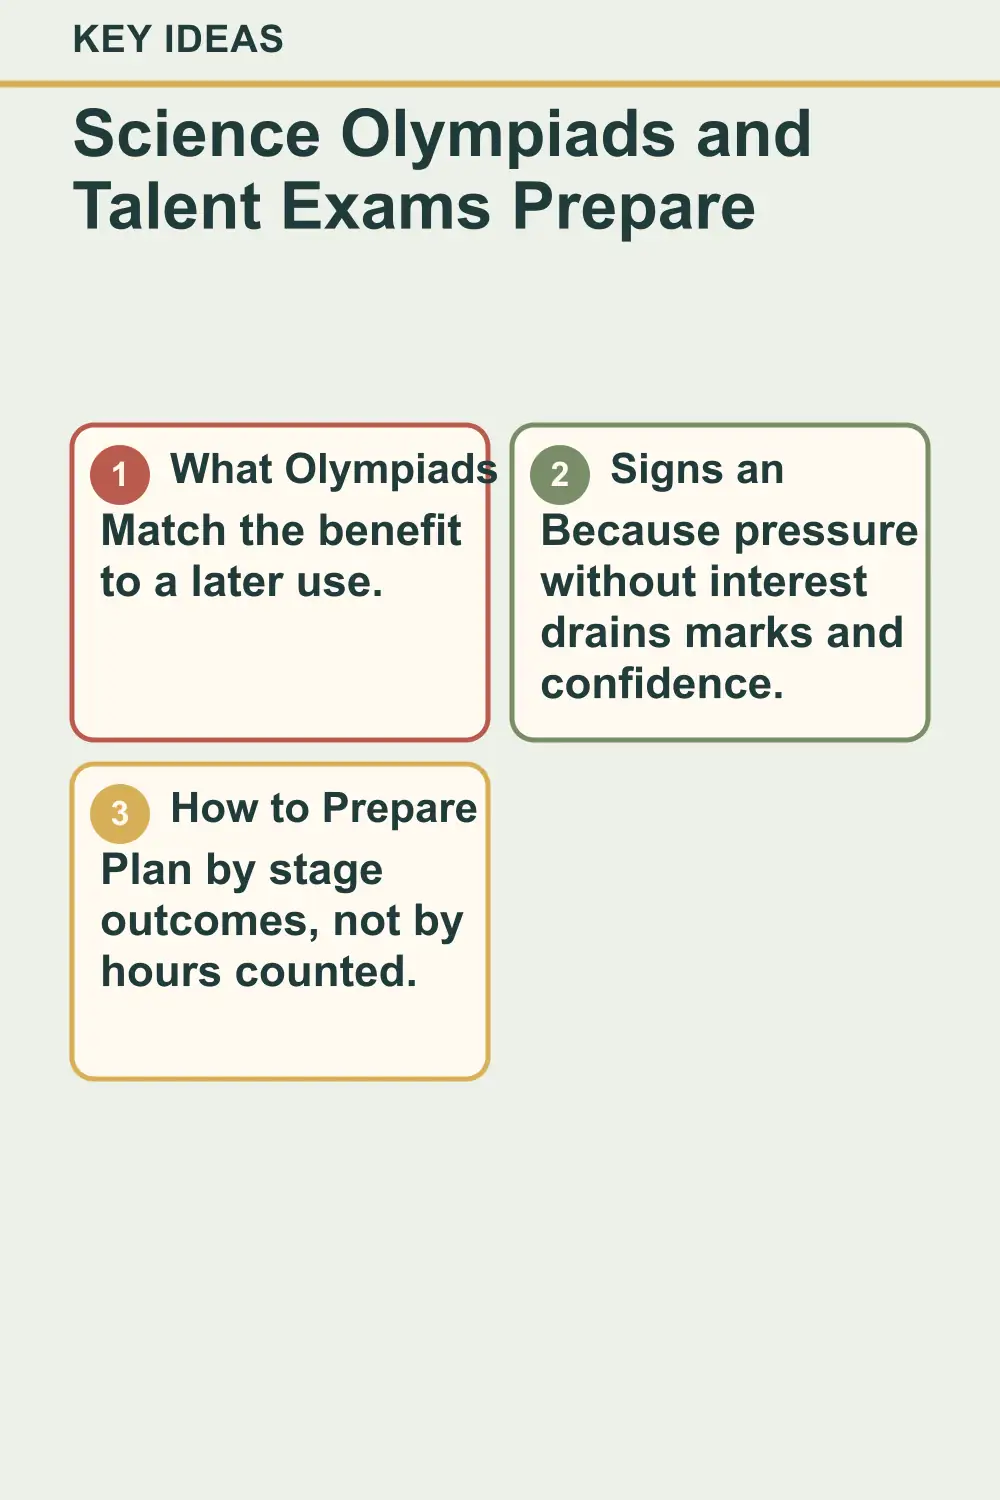 KEY IDEAS
Science Olympiads and
Talent Exams Prepare
1 What Olympiads
Match the benefit
to a later use.
2 Signs an
Because pressure
without interest
drains marks and
confidence.
3 How to Prepare
Plan by stage
outcomes, not by
hours counted.